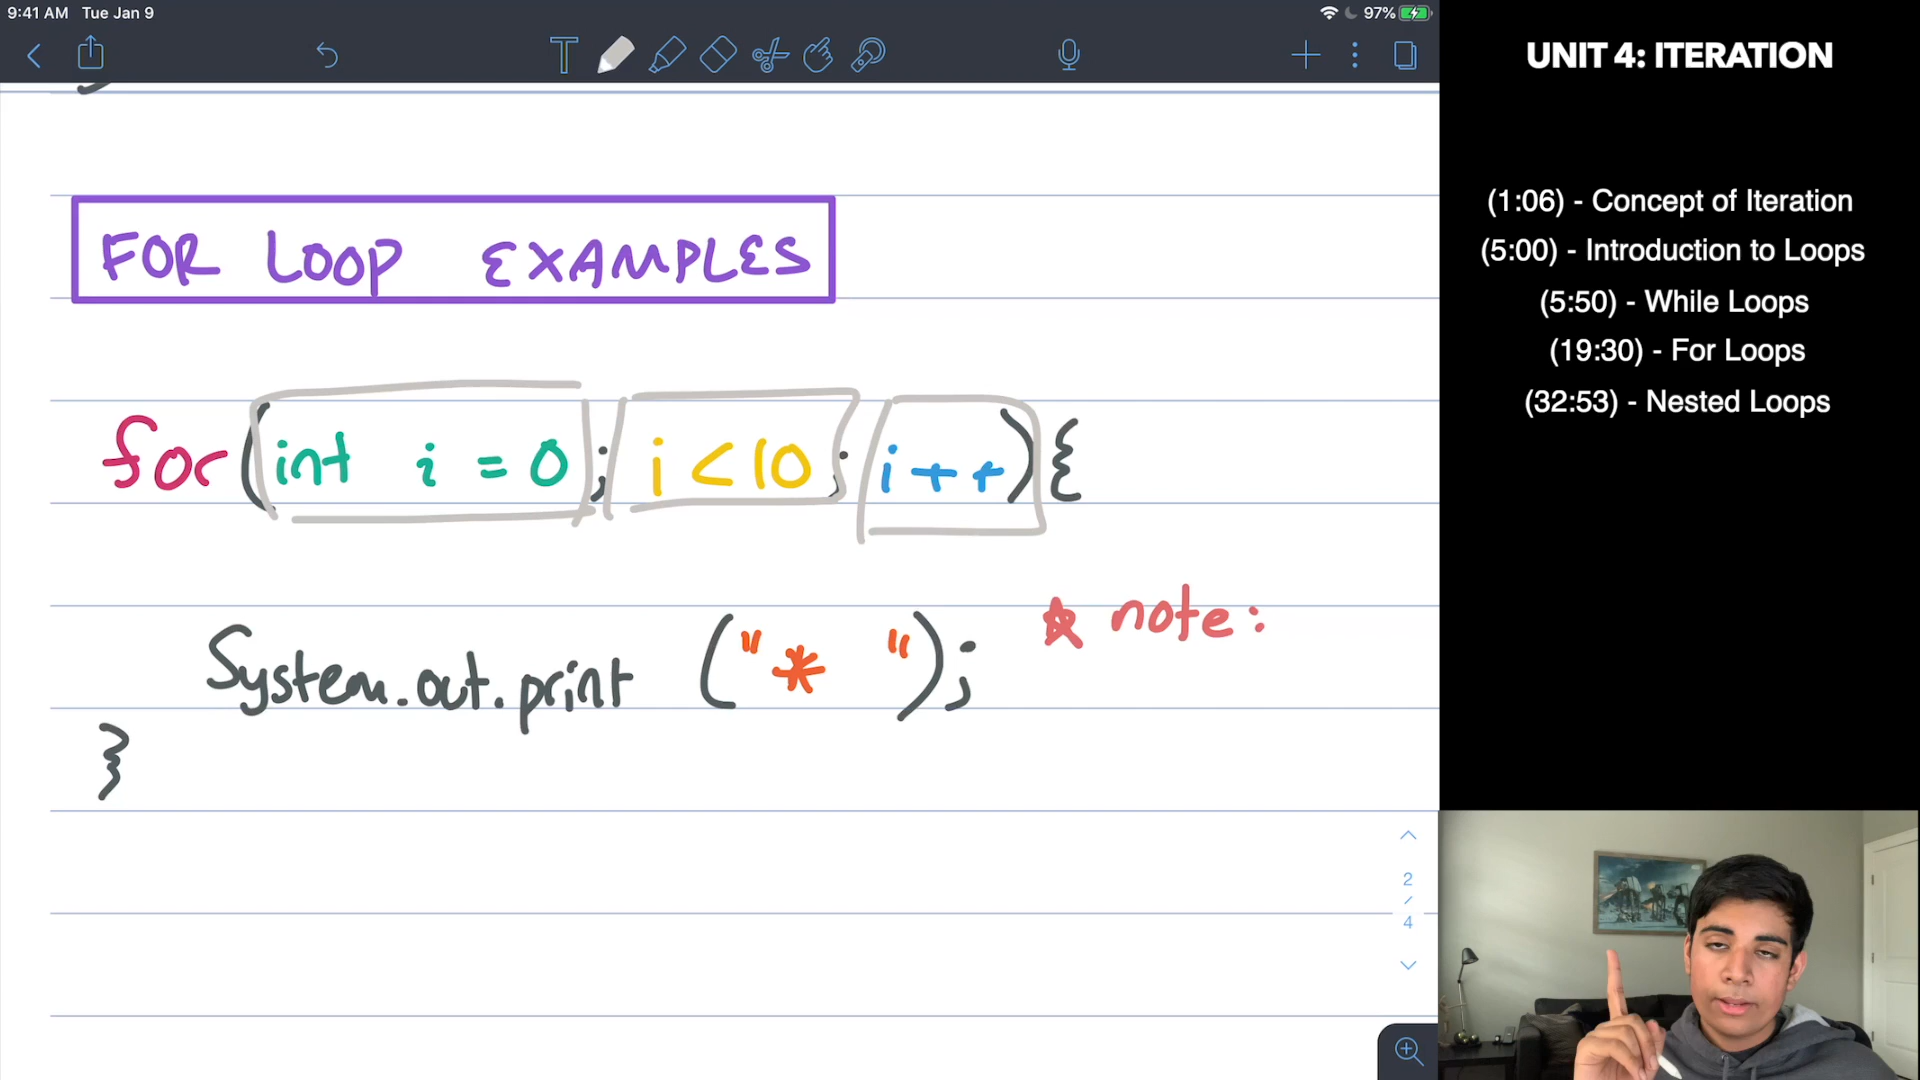 9:41 AM Tue Jan 9
97%
UNIT 4: ITERATION
(1:06) - Concept of Iteration
(5:00) - Introduction to Loops
(5:50) - While Loops
(19:30) - For Loops
(32:53) - Nested Loops
FOR LOOP EXAMPLES
for(int i = 0; i < 10; i++){
System.out.print ("* ");
* note:
}
2
/
4